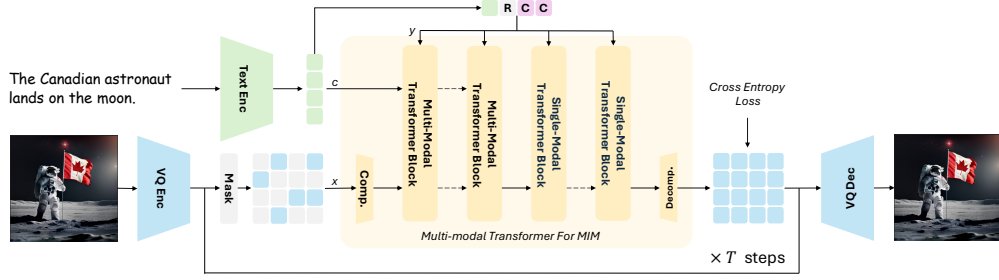 R C C
y
The Canadian astronaut
lands on the moon.
Text Enc
c
Multi-Modal
Transformer Block
Multi-Modal
Transformer Block
Single-Modal
Transformer Block
Single-Modal
Transformer Block
Cross Entropy
Loss
VQ Enc
Mask
x
Comp.
Decomp.
VQ Dec
Multi-modal Transformer For MIM
× T steps